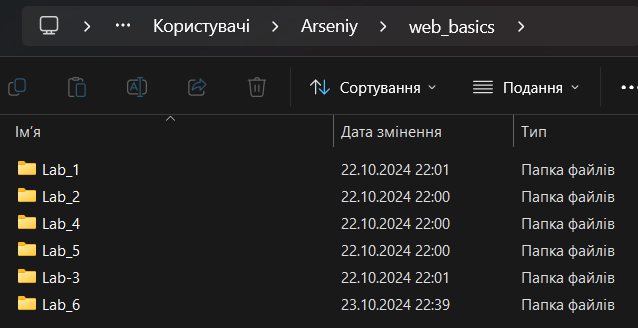 ... > Користувачі > Arseniy > web_basics >
Сортування Подання ...
Ім’я Дата змінення Тип
Lab_1 22.10.2024 22:01 Папка файлів
Lab_2 22.10.2024 22:00 Папка файлів
Lab_4 22.10.2024 22:00 Папка файлів
Lab_5 22.10.2024 22:00 Папка файлів
Lab-3 22.10.2024 22:01 Папка файлів
Lab_6 23.10.2024 22:39 Папка файлів